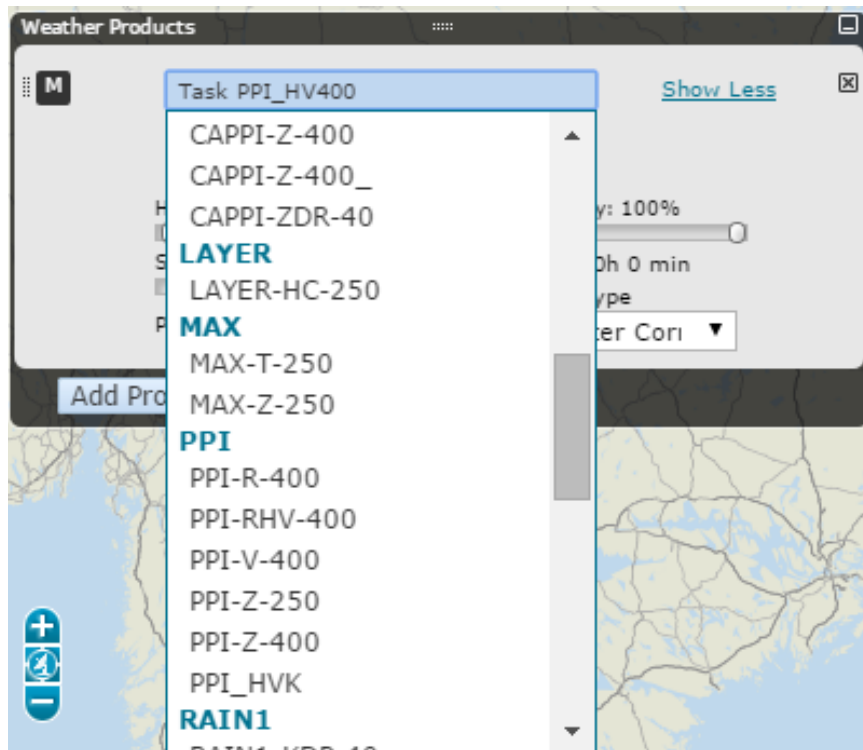 Weather Products
M
Task PPI_HV400
Show Less
CAPPI-Z-400
CAPPI-Z-400_
CAPPI-ZDR-40
y: 100%
LAYER
0h 0 min
LAYER-HC-250
ype
MAX
MAX-T-250
MAX-Z-250
Add Pro
PPI
PPI-R-400
PPI-RHV-400
PPI-V-400
PPI-Z-250
PPI-Z-400
PPI_HVK
RAIN1